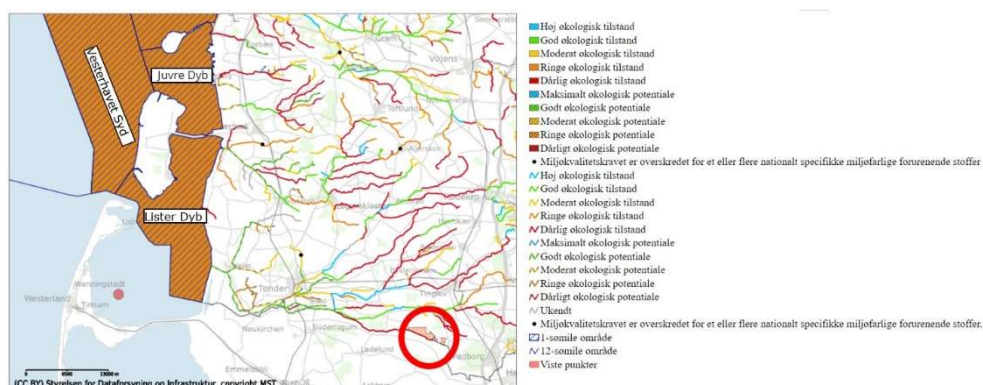 Vesterhavet Syd
Juvre Dyb
Lister Dyb
Gram
Vojens
Toftlund
Agerskov
Tønder
Tinglev
Westerland
Wenningstedt
Tinnum
Neukirchen
Süderlügum
Ladelund
Emmelsbüll
(CC BY) Styrelsen for Dataforsyning og Infrastruktur, copyright MST
Høj økologisk tilstand
God økologisk tilstand
Moderat økologisk tilstand
Ringe økologisk tilstand
Dårlig økologisk tilstand
Maksimalt økologisk potentiale
Godt økologisk potentiale
Moderat økologisk potentiale
Ringe økologisk potentiale
Dårligt økologisk potentiale
Miljøkvalitetskravet er overskredet for et eller flere nationalt specifikke miljøfarlige forurenende stoffer
Høj økologisk tilstand
God økologisk tilstand
Moderat økologisk tilstand
Ringe økologisk tilstand
Dårlig økologisk tilstand
Maksimalt økologisk potentiale
Godt økologisk potentiale
Moderat økologisk potentiale
Ringe økologisk potentiale
Dårligt økologisk potentiale
Ukendt
Miljøkvalitetskravet er overskredet for et eller flere nationalt specifikke miljøfarlige forurenende stoffer.
1-sømile område
12-sømile område
Viste punkter